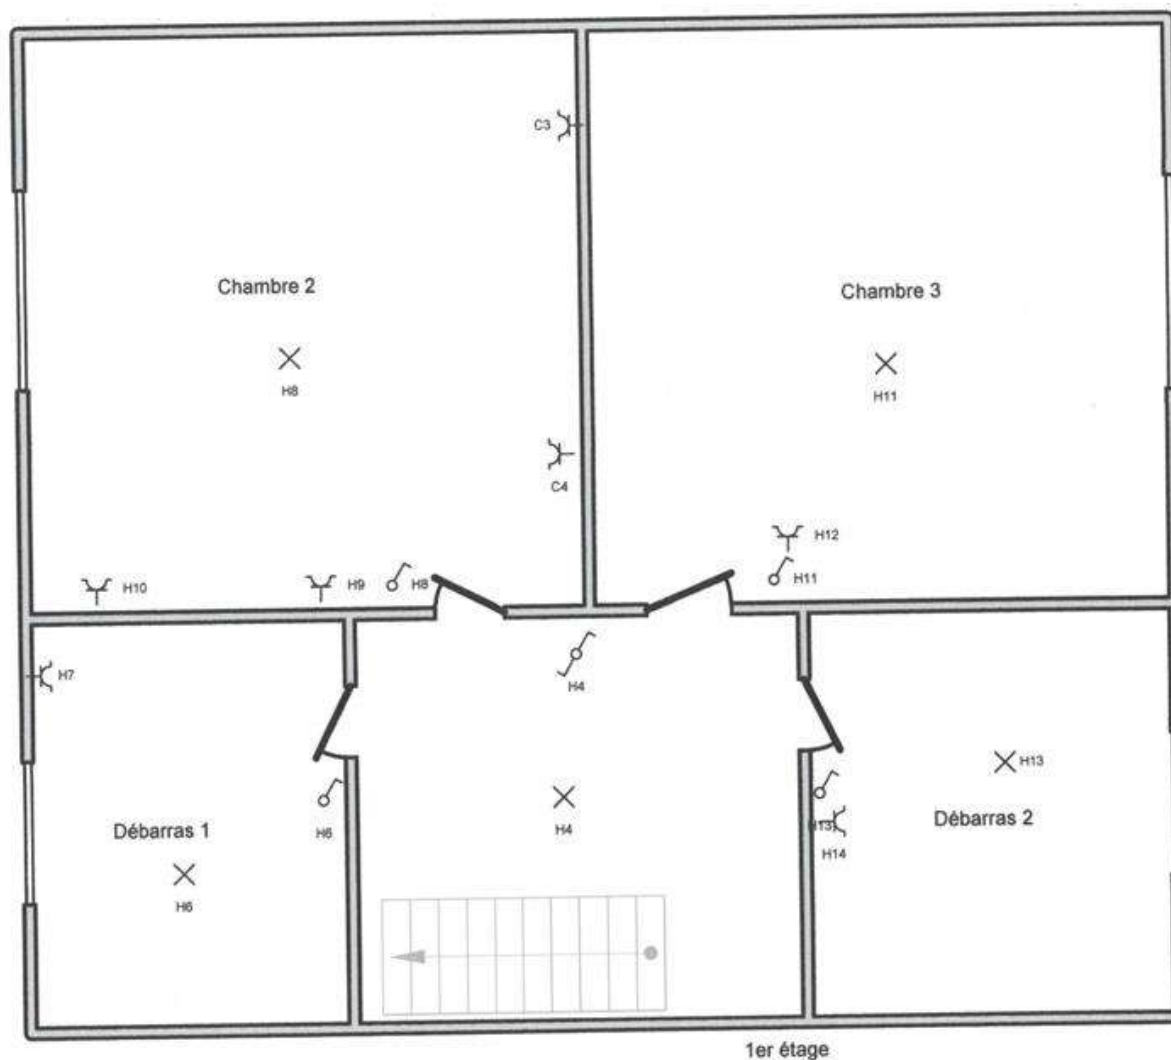 C3
Chambre 2
Chambre 3
H8
H11
C4
H12
H10
H9
H8
H11
H7
H4
H13
Débarras 1
H6
H4
H13
Débarras 2
H14
H6
1er étage